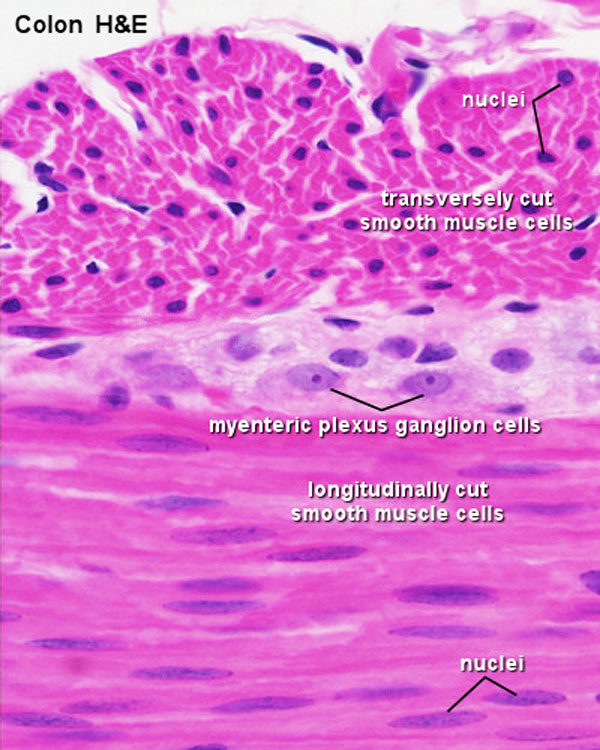 Colon H&E
nuclei
transversely cut
smooth muscle cells
myenteric plexus ganglion cells
longitudinally cut
smooth muscle cells
nuclei